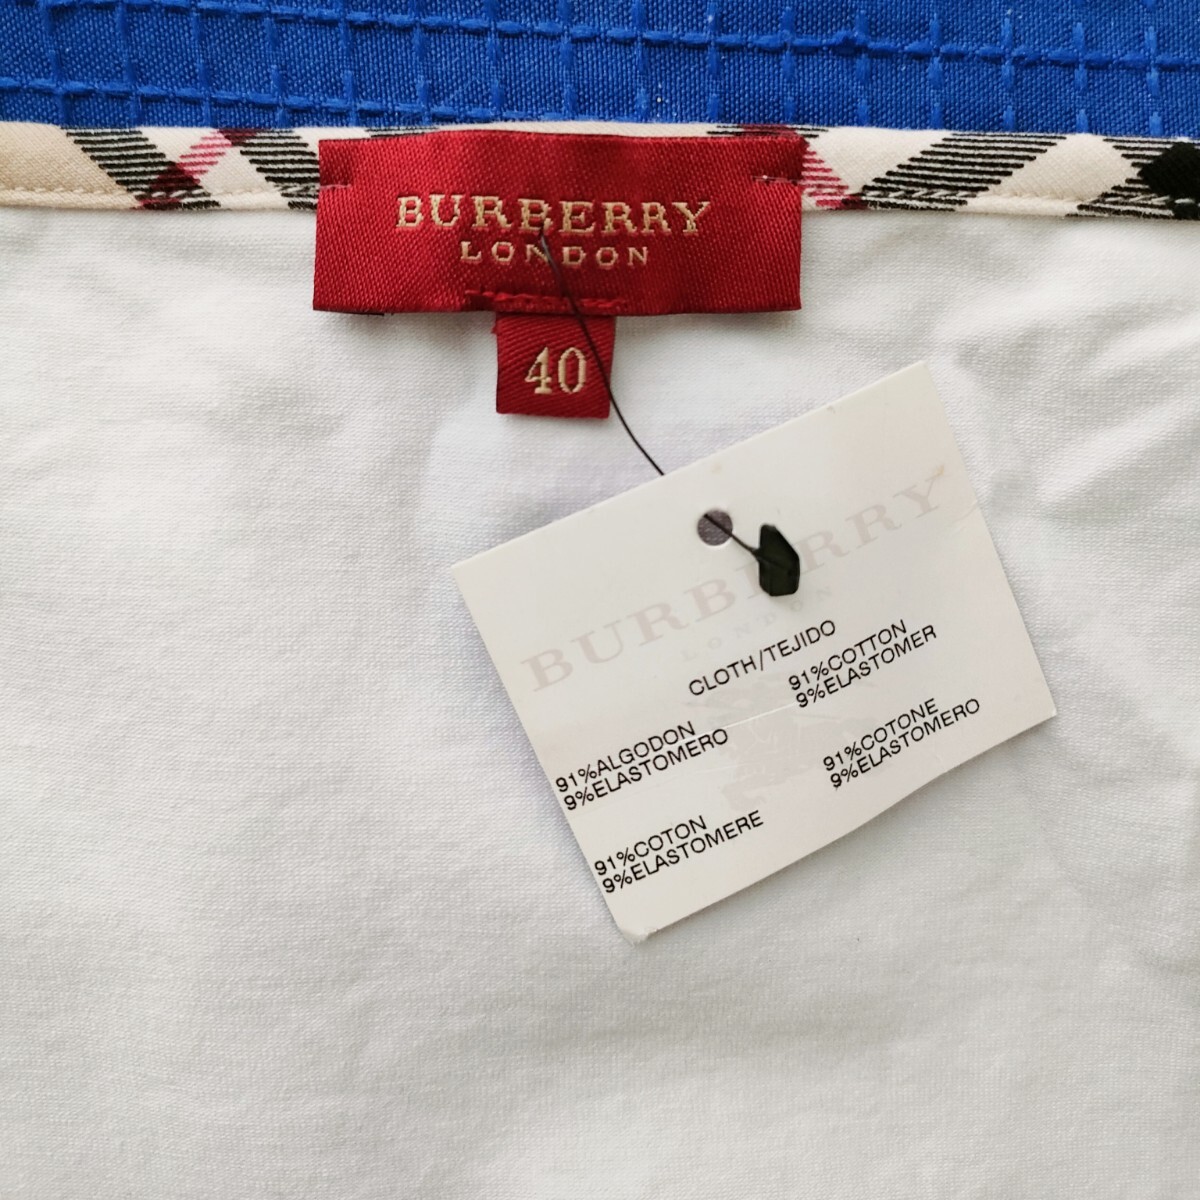 BURBERRY
LONDON
40
BURBERRY
LONDON
CLOTH/TEJIDO
91%COTTON
9%ELASTOMER
91%ALGODON
9%ELASTOMERO
91%COTONE
9%ELASTOMERO
91%COTON
9%ELASTOMERE